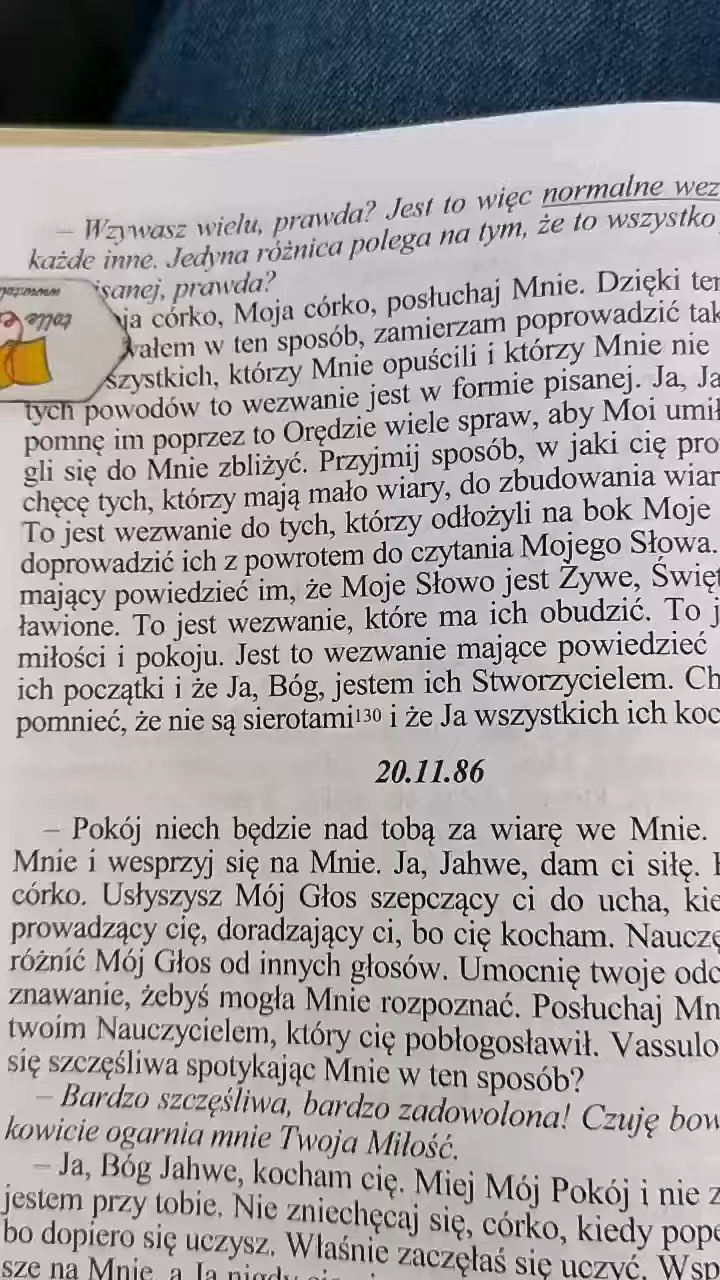 – Wzywasz wielu, prawda? Jest to więc normalne wez
każde inne. Jedyna różnica polega na tym, że to wszystko
isanej, prawda?
ja córko, Moja córko, posłuchaj Mnie. Dzięki ter
wałem w ten sposób, zamierzam poprowadzić tak
szystkich, którzy Mnie opuścili i którzy Mnie nie
tych powodów to wezwanie jest w formie pisanej. Ja, Ja
pomnę im poprzez to Orędzie wiele spraw, aby Moi umił
gli się do Mnie zbliżyć. Przyjmij sposób, w jaki cię pro
chęcę tych, którzy mają mało wiary, do zbudowania wiar
To jest wezwanie do tych, którzy odłożyli na bok Moje
doprowadzić ich z powrotem do czytania Mojego Słowa.
mający powiedzieć im, że Moje Słowo jest Żywe, Święt
ławione. To jest wezwanie, które ma ich obudzić. To j
miłości i pokoju. Jest to wezwanie mające powiedzieć
ich początki i że Ja, Bóg, jestem ich Stworzycielem. Ch
pomnieć, że nie są sierotami130 i że Ja wszystkich ich koc
20.11.86
– Pokój niech będzie nad tobą za wiarę we Mnie.
Mnie i wesprzyj się na Mnie. Ja, Jahwe, dam ci siłę.
córko. Usłyszysz Mój Głos szepczący ci do ucha, kie
prowadzący cię, doradzający ci, bo cię kocham. Nauczę
różnić Mój Głos od innych głosów. Umocnię twoje odc
znawanie, żebyś mogła Mnie rozpoznać. Posłuchaj Mn
twoim Nauczycielem, który cię pobłogosławił. Vassulo
się szczęśliwa spotykając Mnie w ten sposób?
– Bardzo szczęśliwa, bardzo zadowolona! Czuję bow
kowicie ogarnia mnie Twoja Miłość.
– Ja, Bóg Jahwe, kocham cię. Miej Mój Pokój i nie z
jestem przy tobie. Nie zniechęcaj się, córko, kiedy pope
bo dopiero się uczysz. Właśnie zaczęłaś się uczyć. Wsp
sze na Mnie, a Ja nigdy